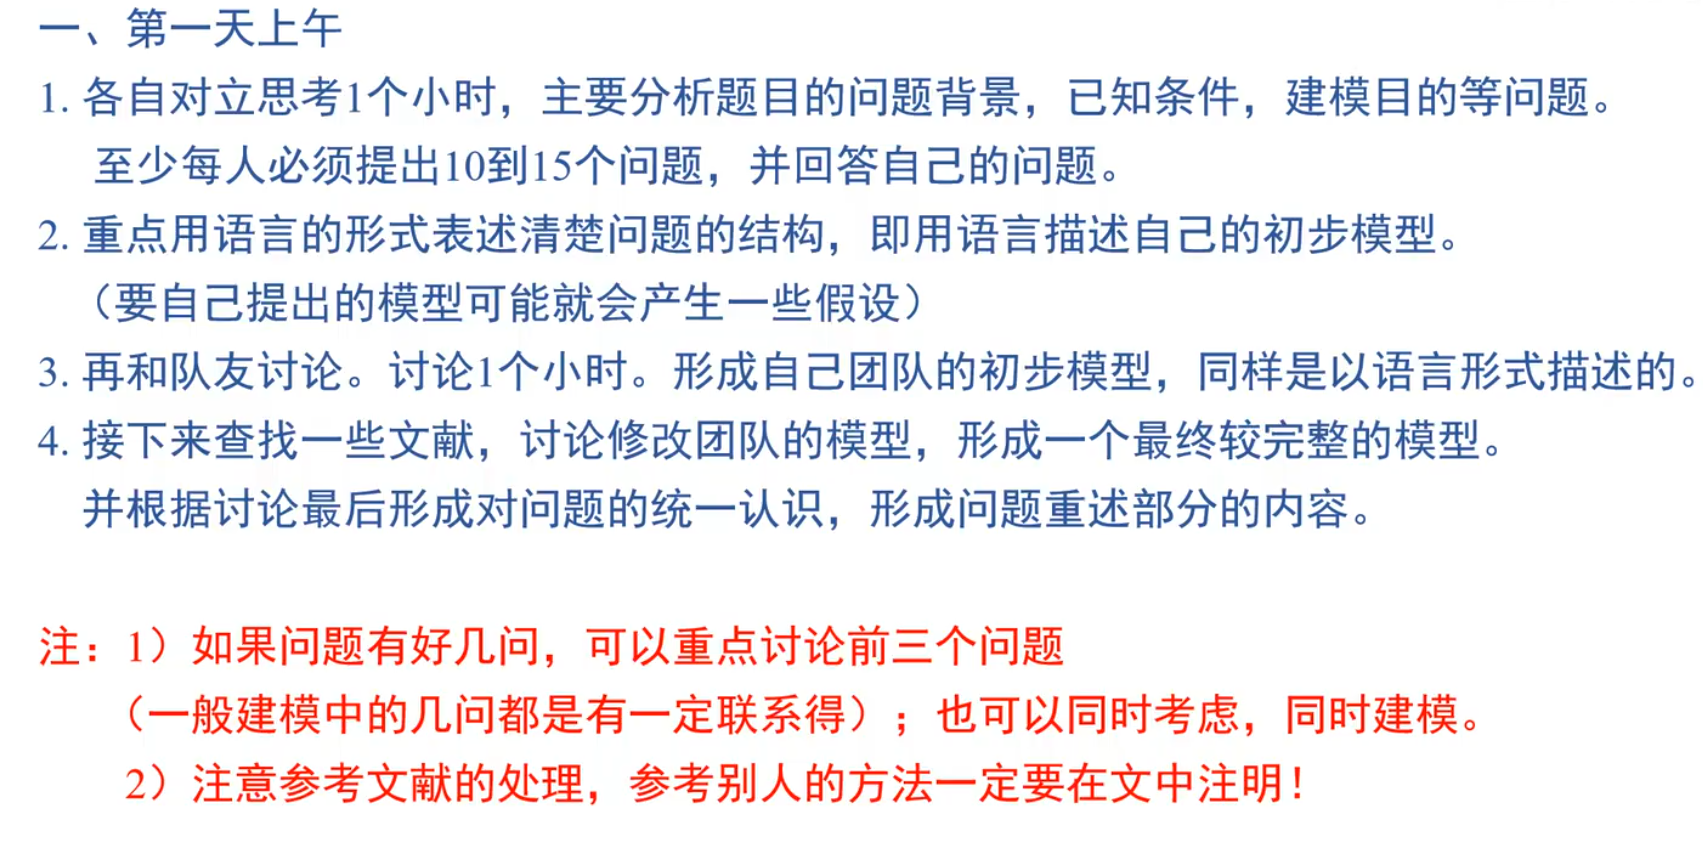 一、第一天上午
1. 各自对立思考1个小时，主要分析题目的问题背景，已知条件，建模目的等问题。
至少每人必须提出10到15个问题，并回答自己的问题。
2. 重点用语言的形式表述清楚问题的结构，即用语言描述自己的初步模型。
（要自己提出的模型可能就会产生一些假设）
3. 再和队友讨论。讨论1个小时。形成自己团队的初步模型，同样是以语言形式描述的。
4. 接下来查找一些文献，讨论修改团队的模型，形成一个最终较完整的模型。
并根据讨论最后形成对问题的统一认识，形成问题重述部分的内容。
注：1）如果问题有好几问，可以重点讨论前三个问题
（一般建模中的几问都是有一定联系得）；也可以同时考虑，同时建模。
2）注意参考文献的处理，参考别人的方法一定要在文中注明！